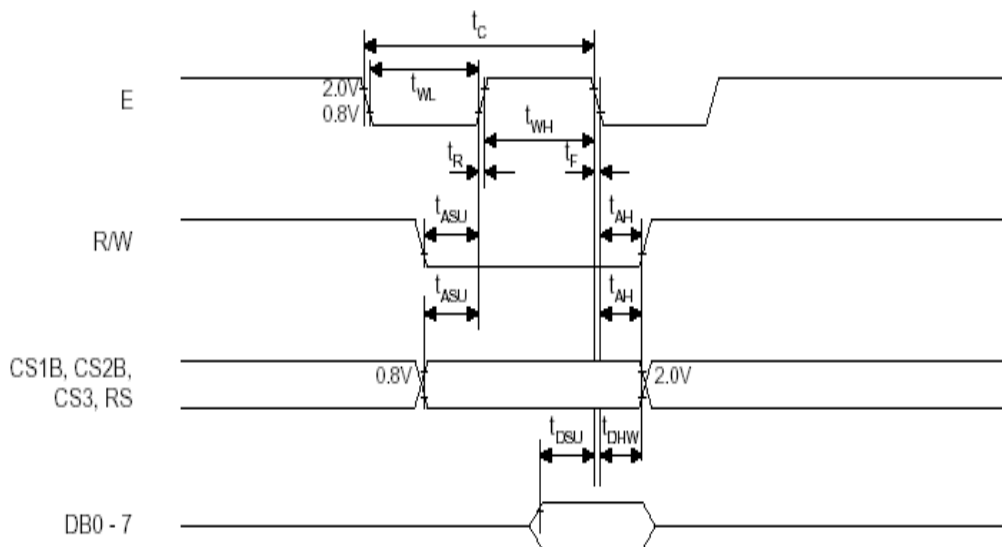 t_C
2.0V
t_WL
E
0.8V
t_WH
t_R
t_F
t_ASU
t_AH
R/W
t_ASU
t_AH
CS1B, CS2B,
CS3, RS
0.8V
2.0V
t_DSU
t_DHW
DB0 - 7